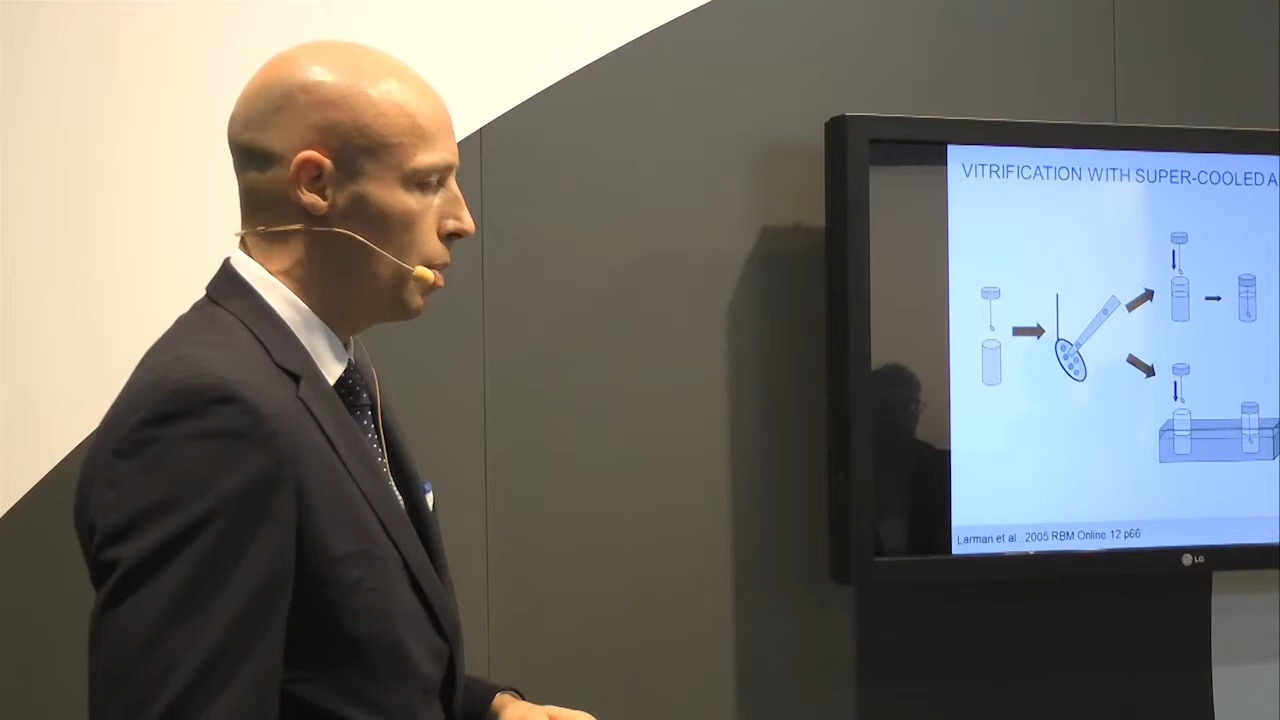 VITRIFICATION WITH SUPER-COOLED A
Larman et al., 2005 RBM Online 12 p66
LG